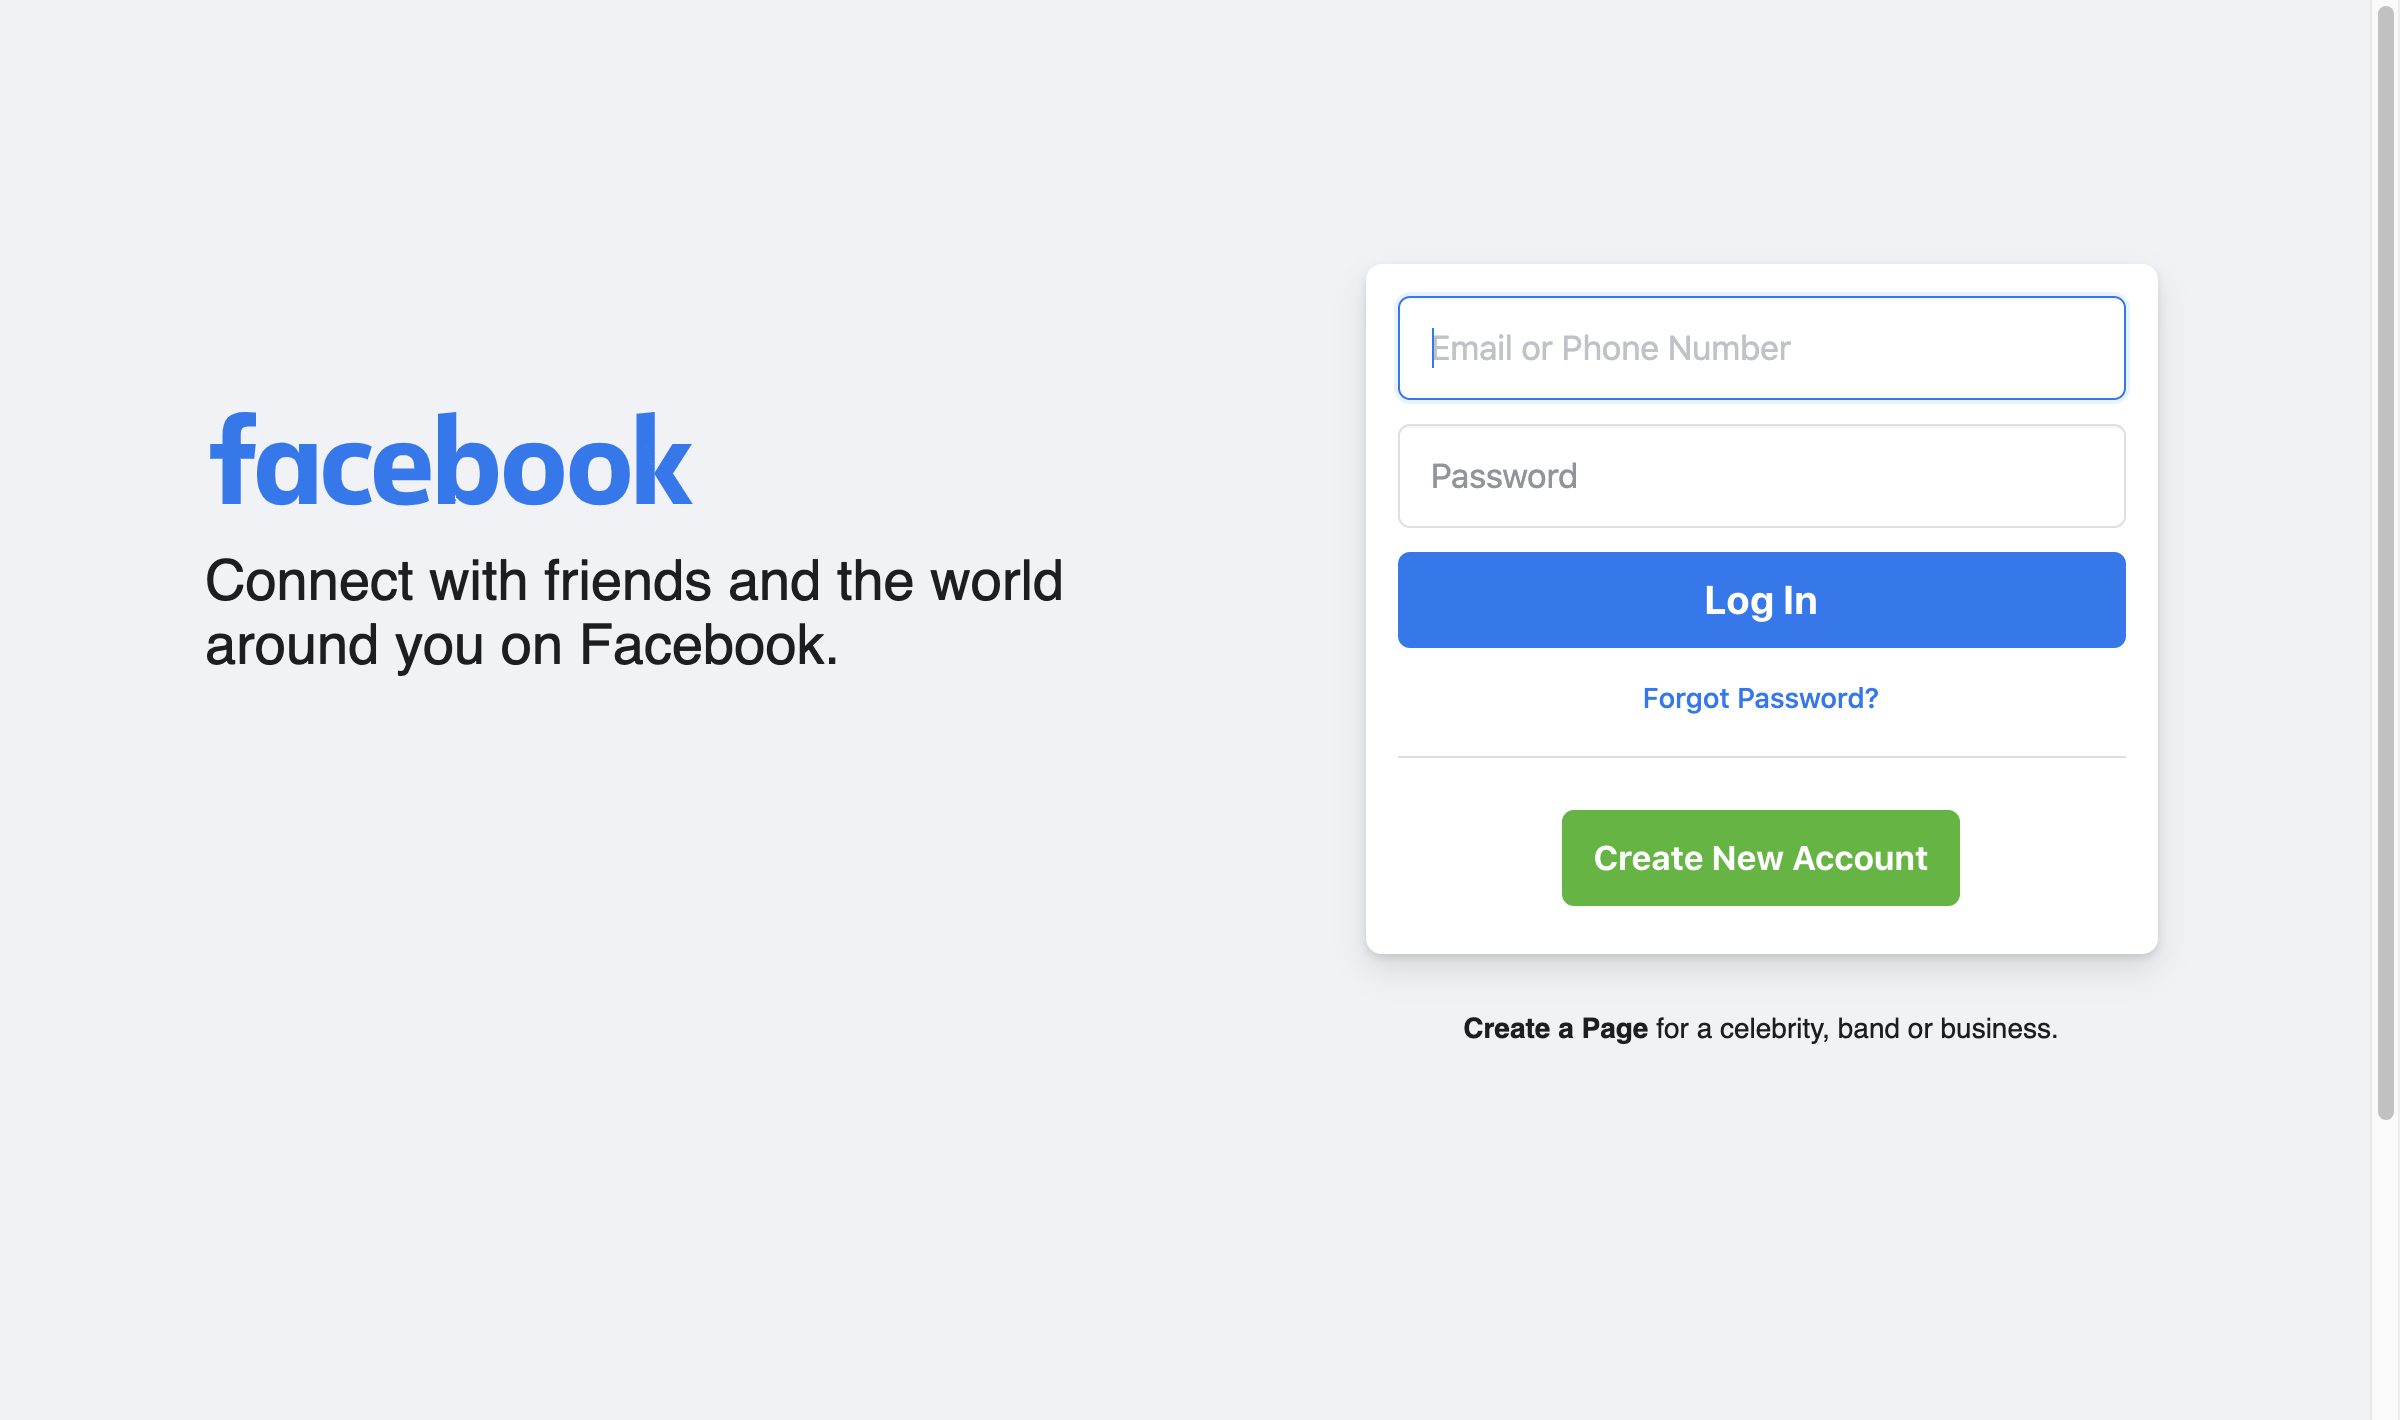 facebook
Connect with friends and the world
around you on Facebook.
Email or Phone Number
Password
Log In
Forgot Password?
Create New Account
Create a Page for a celebrity, band or business.